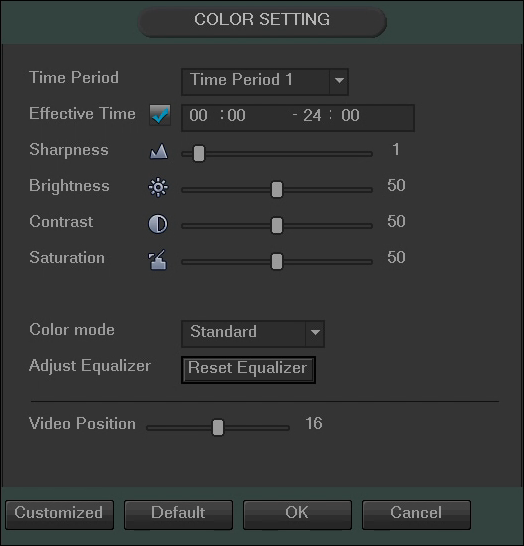 COLOR SETTING
Time Period Time Period 1
Effective Time 00 :00 - 24 : 00
Sharpness 1
Brightness 50
Contrast 50
Saturation 50
Color mode Standard
Adjust Equalizer Reset Equalizer
Video Position 16
Customized Default OK Cancel